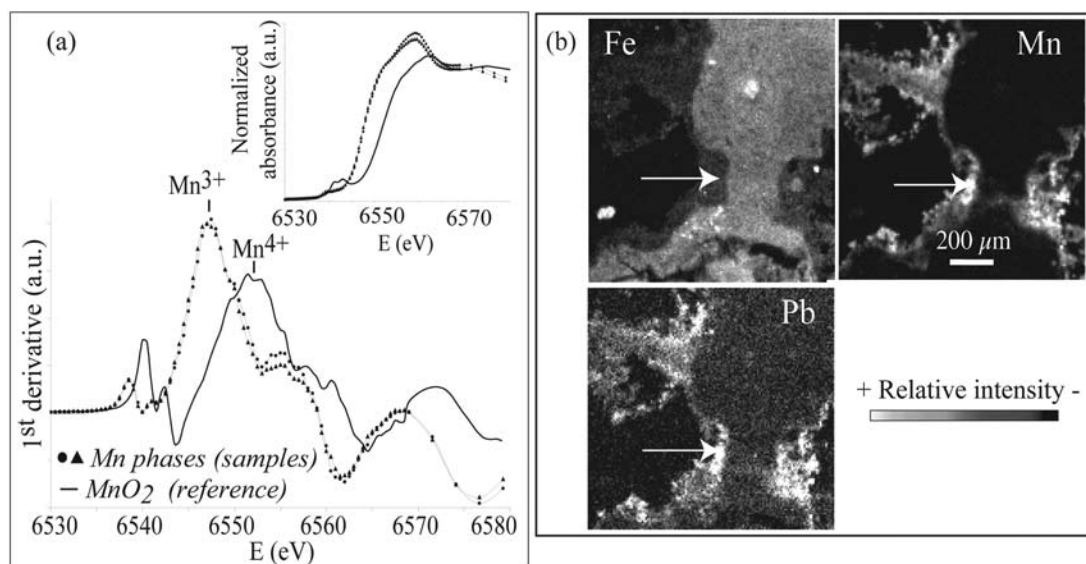 (a)
Normalized
absorbance (a.u.)
6530 6550 6570
E (eV)
Mn3+
Mn4+
1st derivative (a.u.)
●▲ Mn phases (samples)
— MnO2 (reference)
6530 6540 6550 6560 6570 6580
E (eV)
(b)
Fe
Mn
200 µm
Pb
+ Relative intensity -